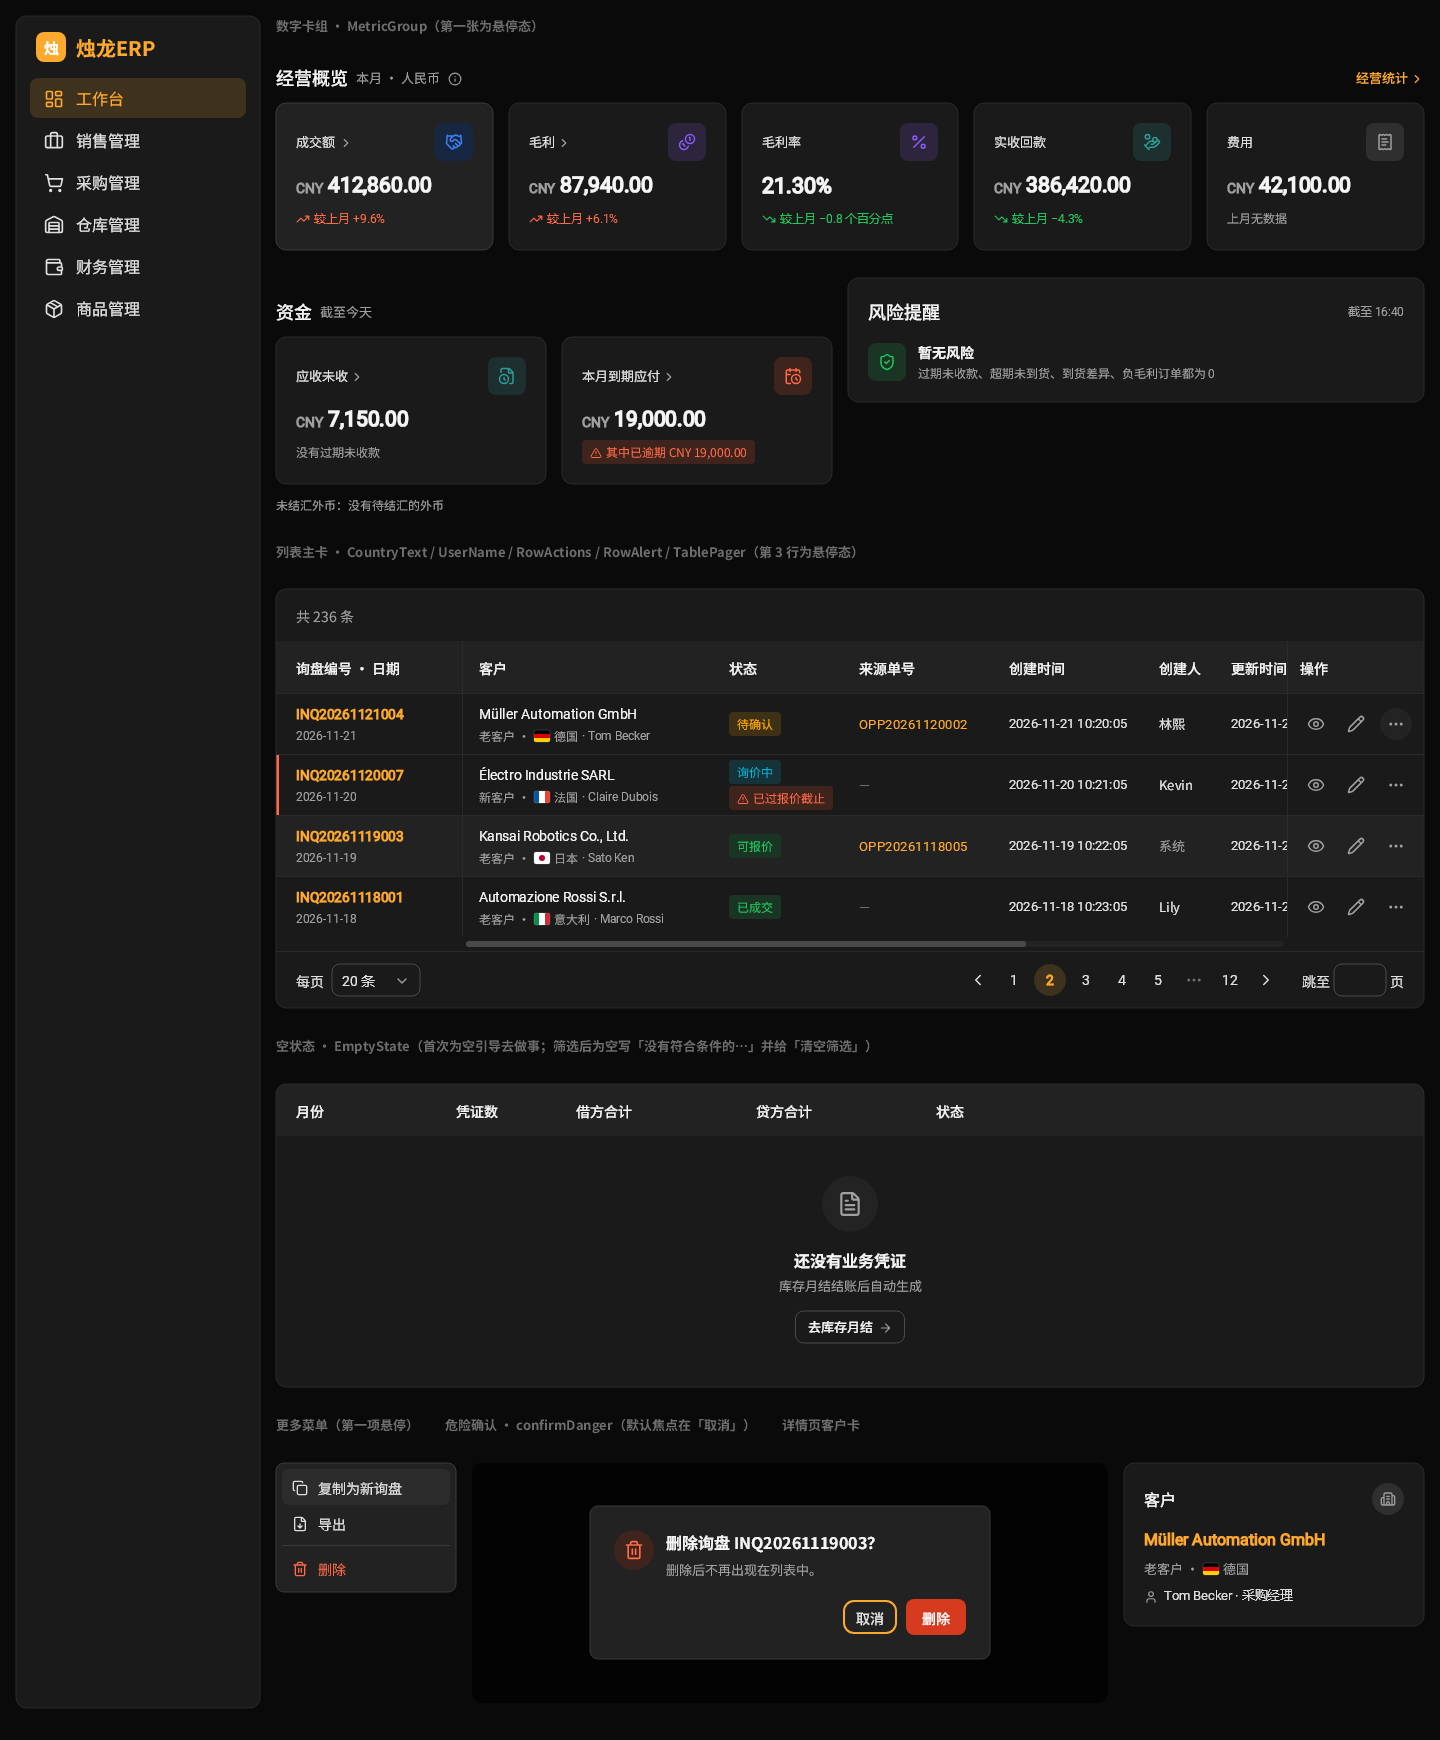 烛 烛龙ERP
工作台
销售管理
采购管理
仓库管理
财务管理
商品管理
数字卡组 · MetricGroup（第一张为悬停态）
经营概览 本月 · 人民币
经营统计
成交额
CNY 412,860.00
较上月 +9.6%
毛利
CNY 87,940.00
较上月 +6.1%
毛利率
21.30%
较上月 −0.8 个百分点
实收回款
CNY 386,420.00
较上月 −4.3%
费用
CNY 42,100.00
上月无数据
资金 截至今天
应收未收
CNY 7,150.00
没有过期未收款
本月到期应付
CNY 19,000.00
其中已逾期 CNY 19,000.00
未结汇外币：没有待结汇的外币
风险提醒 截至 16:40
暂无风险
过期未收款、超期未到货、到货差异、负毛利订单都为 0
列表主卡 · CountryText / UserName / RowActions / RowAlert / TablePager（第 3 行为悬停态）
共 236 条
询盘编号 · 日期 客户 状态 来源单号 创建时间 创建人 更新时间 操作
INQ20261121004 Müller Automation GmbH 待确认 OPP20261120002 2026-11-21 10:20:05 林熙 2026-11-2
2026-11-21 老客户 · 德国 · Tom Becker
INQ20261120007 Électro Industrie SARL 询价中 — 2026-11-20 10:21:05 Kevin 2026-11-2
2026-11-20 新客户 · 法国 · Claire Dubois 已过报价截止
INQ20261119003 Kansai Robotics Co., Ltd. 可报价 OPP20261118005 2026-11-19 10:22:05 系统 2026-11-2
2026-11-19 老客户 · 日本 · Sato Ken
INQ20261118001 Automazione Rossi S.r.l. 已成交 — 2026-11-18 10:23:05 Lily 2026-11-2
2026-11-18 老客户 · 意大利 · Marco Rossi
每页 20 条 1 2 3 4 5 ··· 12 跳至 页
空状态 · EmptyState（首次为空引导去做事；筛选后为空写「没有符合条件的…」并给「清空筛选」）
月份 凭证数 借方合计 贷方合计 状态
还没有业务凭证
库存月结结账后自动生成
去库存月结
更多菜单（第一项悬停） 危险确认 · confirmDanger（默认焦点在「取消」） 详情页客户卡
复制为新询盘
导出
删除
删除询盘 INQ20261119003？
删除后不再出现在列表中。
取消 删除
客户
Müller Automation GmbH
老客户 · 德国
Tom Becker · 采购经理